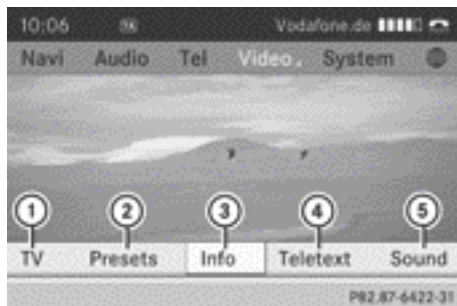 10:06 Vodafone.de
Navi Audio Tel Video System
1 2 3 4 5
TV Presets Info Teletext Sound
P82.87-6422-31